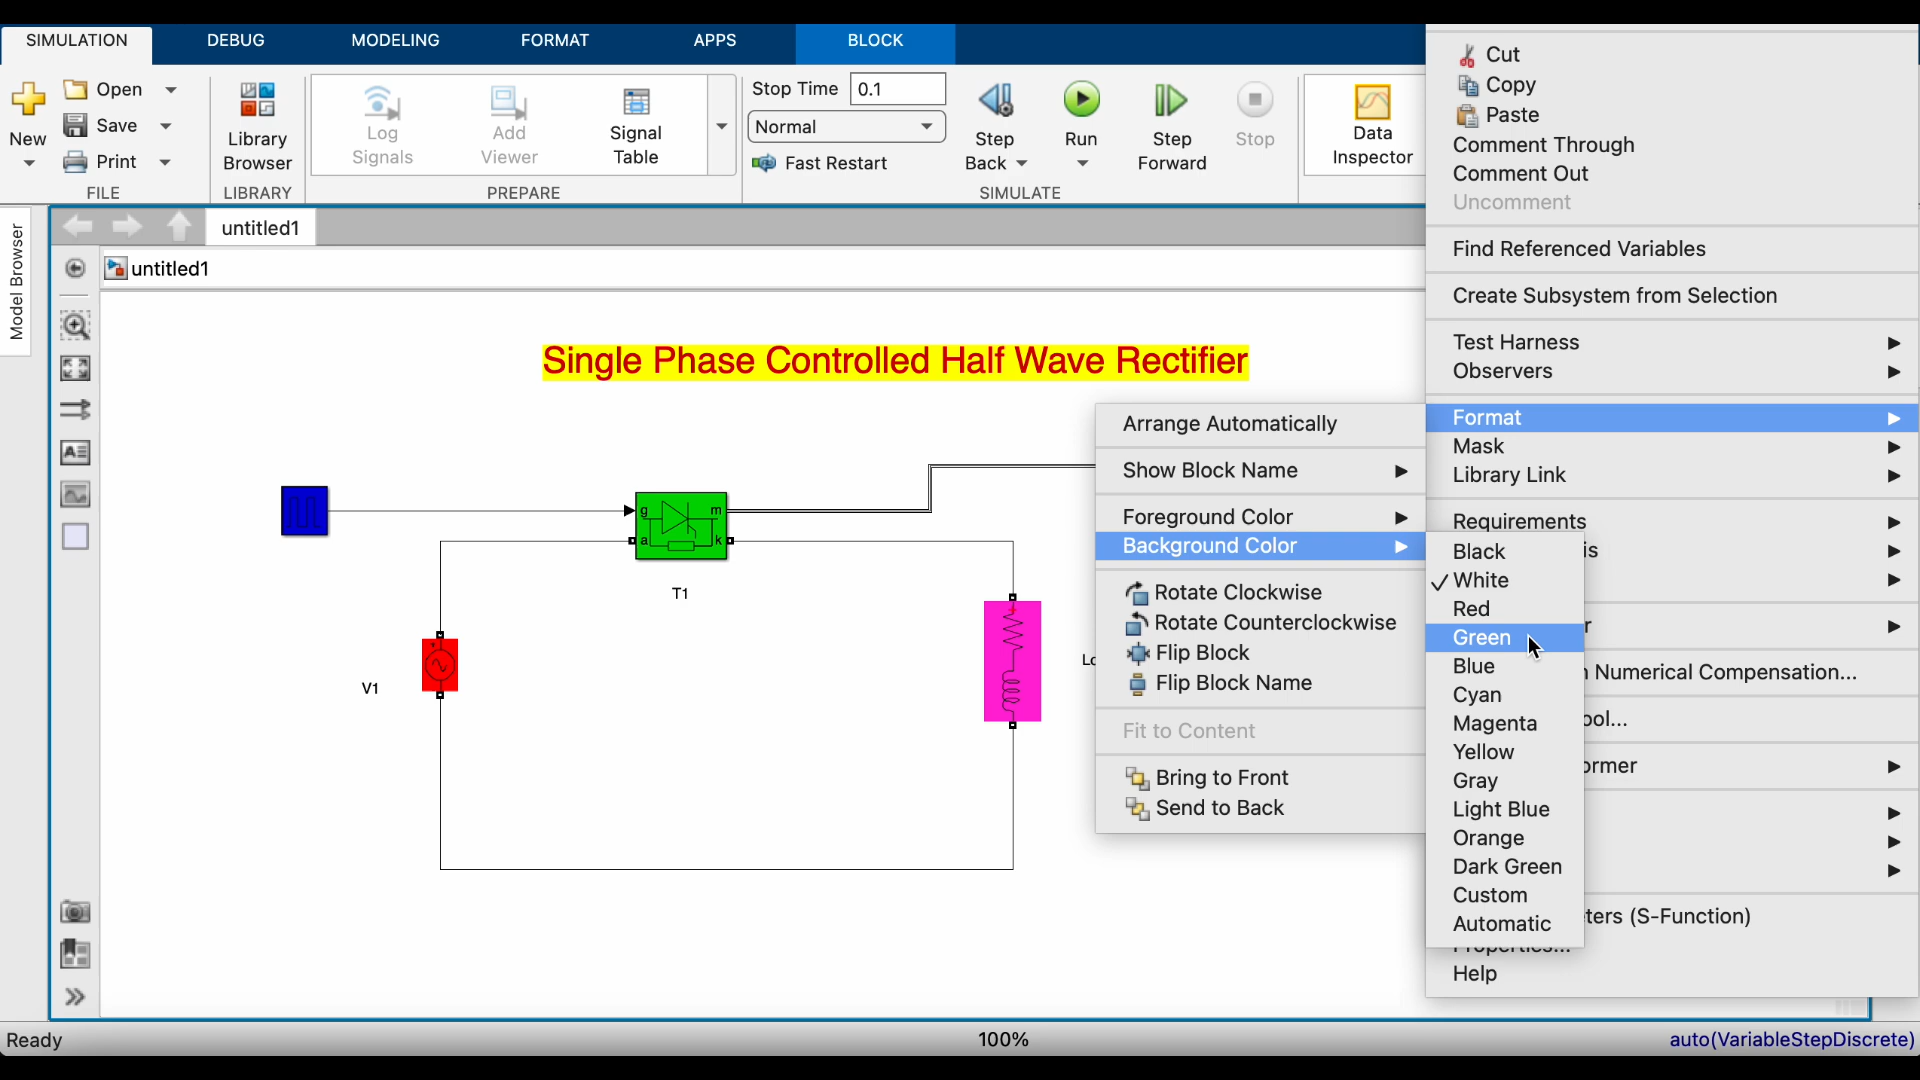 SIMULATION DEBUG MODELING FORMAT APPS BLOCK
New
Open
Save
Print
FILE
Library
Browser
LIBRARY
Log
Signals
Add
Viewer
Signal
Table
PREPARE
Stop Time 0.1
Normal
Fast Restart
Step
Back
Run
Step
Forward
Stop
SIMULATE
Data
Inspector
Model Browser
untitled1
untitled1
Single Phase Controlled Half Wave Rectifier
g m
a k
T1
V1
Arrange Automatically
Show Block Name
Foreground Color
Background Color
Rotate Clockwise
Rotate Counterclockwise
Flip Block
Flip Block Name
Fit to Content
Bring to Front
Send to Back
Cut
Copy
Paste
Comment Through
Comment Out
Uncomment
Find Referenced Variables
Create Subsystem from Selection
Test Harness
Observers
Format
Mask
Library Link
Requirements
Black
White
Red
Green
Blue
Cyan
Magenta
Yellow
Gray
Light Blue
Orange
Dark Green
Custom
Automatic
Numerical Compensation...
(S-Function)
Properties...
Help
Ready 100% auto(VariableStepDiscrete)